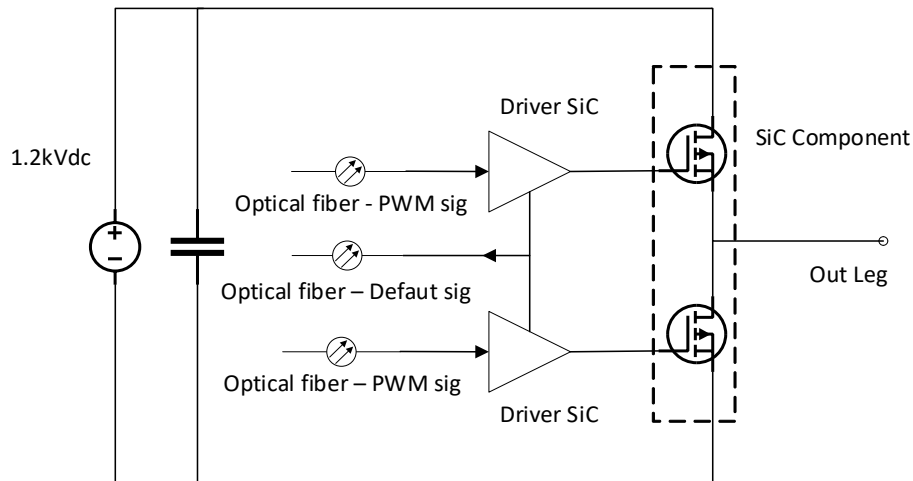 Driver SiC
SiC Component
1.2kVdc
Optical fiber - PWM sig
Out Leg
Optical fiber – Defaut sig
Optical fiber – PWM sig
Driver SiC